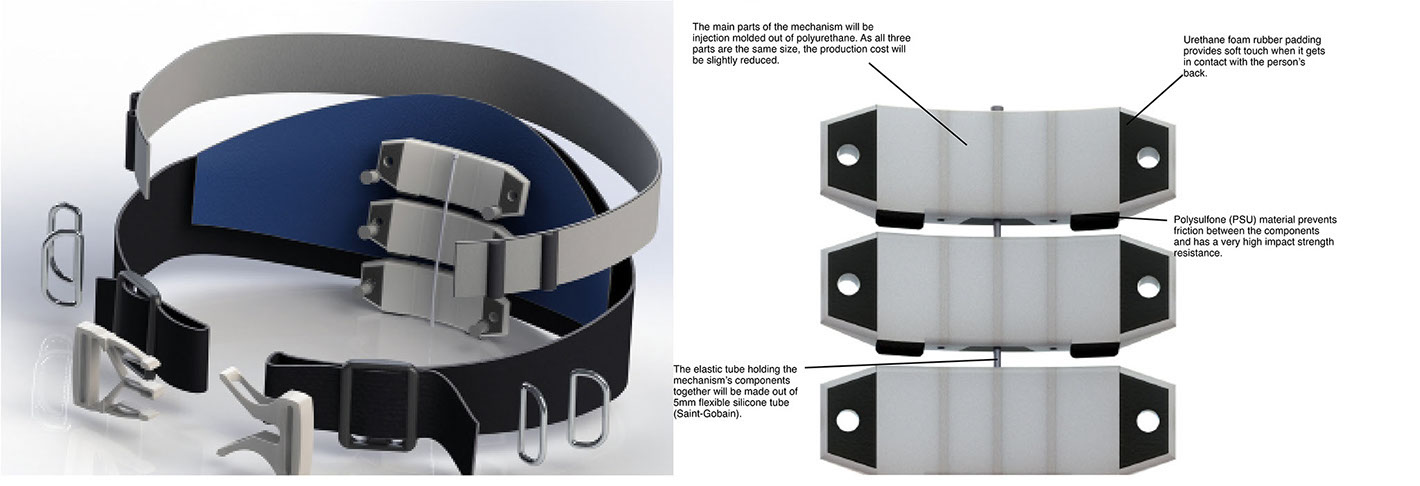 The main parts of the mechanism will be
injection molded out of polyurethane. As all three
parts are the same size, the production cost will
be slightly reduced.
Urethane foam rubber padding
provides soft touch when it gets
in contact with the person's
back.
Polysulfone (PSU) material prevents
friction between the components
and has a very high impact strength
resistance.
The elastic tube holding the
mechanism's components
together will be made out of
5mm flexible silicone tube
(Saint-Gobain).